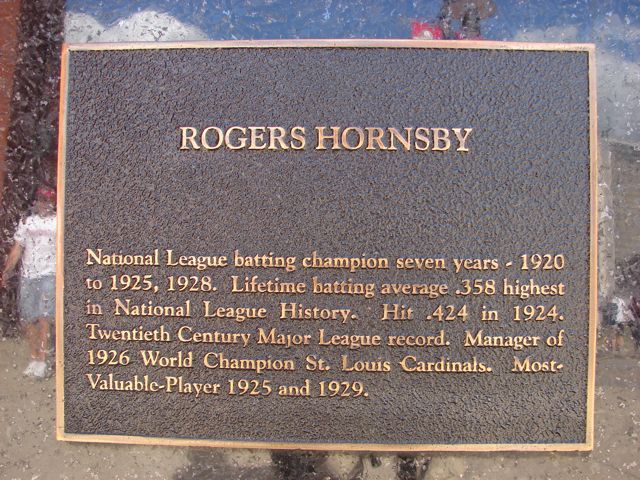 ROGERS HORNSBY
National League batting champion seven years - 1920
to 1925, 1928. Lifetime batting average .358 highest
in National League History. Hit .424 in 1924.
Twentieth Century Major League record. Manager of
1926 World Champion St. Louis Cardinals. Most-
Valuable-Player 1925 and 1929.